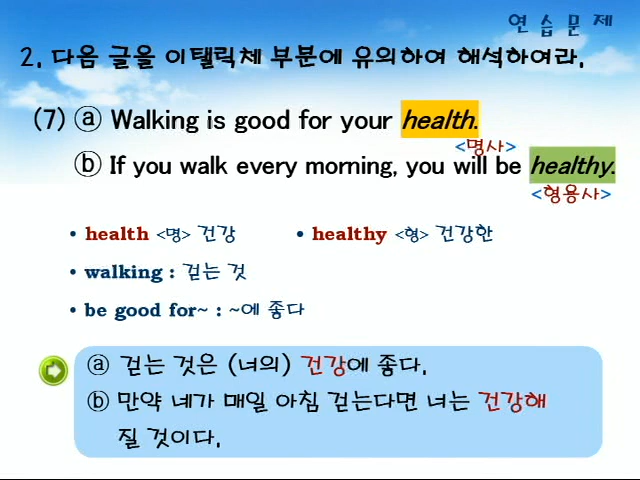 연습문제
2. 다음 글을 이탤릭체 부분에 유의하여 해석하여라.
(7) ⓐ Walking is good for your health.
<명사>
ⓑ If you walk every morning, you will be healthy.
<형용사>
• health <명> 건강 • healthy <형> 건강한
• walking : 걷는 것
• be good for~ : ~에 좋다
ⓐ 걷는 것은 (너의) 건강에 좋다.
ⓑ 만약 네가 매일 아침 걷는다면 너는 건강해
질 것이다.